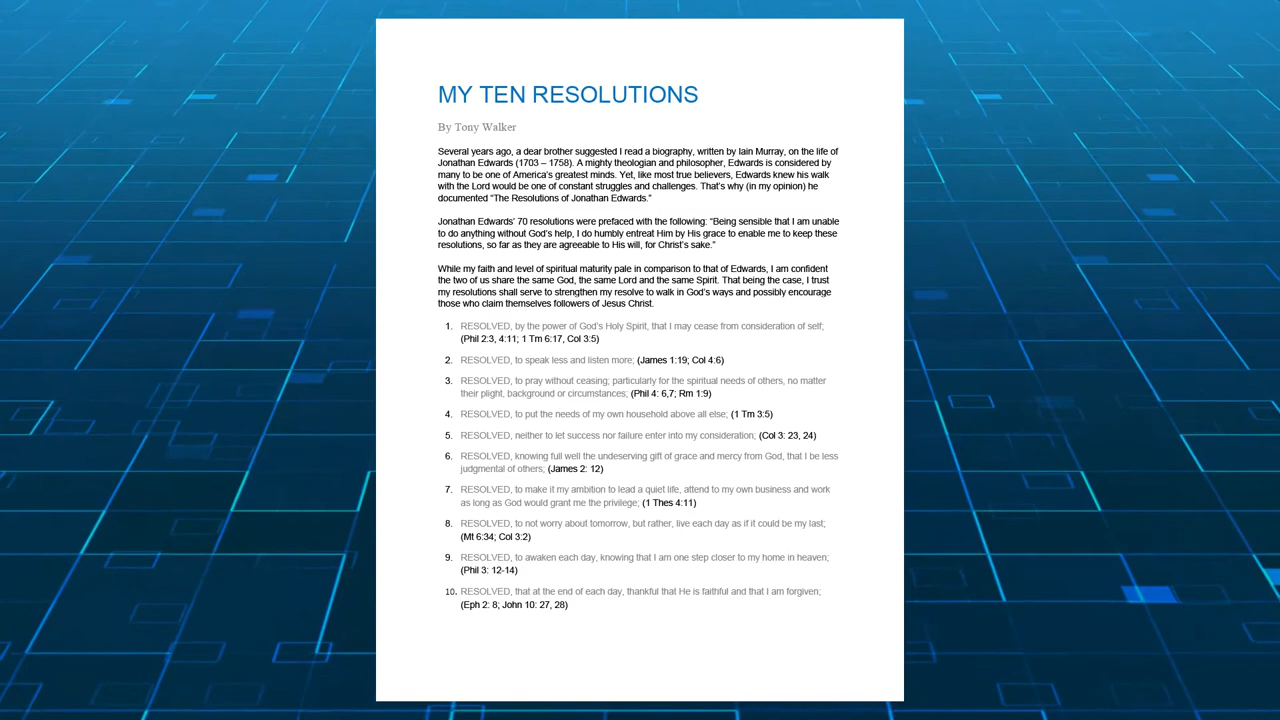 MY TEN RESOLUTIONS
By Tony Walker
Several years ago, a dear brother suggested I read a biography, written by Iain Murray, on the life of
Jonathan Edwards (1703 – 1758). A mighty theologian and philosopher, Edwards is considered by
many to be one of America's greatest minds. Yet, like most true believers, Edwards knew his walk
with the Lord would be one of constant struggles and challenges. That's why (in my opinion) he
documented “The Resolutions of Jonathan Edwards.”
Jonathan Edwards' 70 resolutions were prefaced with the following: “Being sensible that I am unable
to do anything without God's help, I do humbly entreat Him by His grace to enable me to keep these
resolutions, so far as they are agreeable to His will, for Christ's sake.”
While my faith and level of spiritual maturity pale in comparison to that of Edwards, I am confident
the two of us share the same God, the same Lord and the same Spirit. That being the case, I trust
my resolutions shall serve to strengthen my resolve to walk in God's ways and possibly encourage
those who claim themselves followers of Jesus Christ.
1. RESOLVED, by the power of God's Holy Spirit, that I may cease from consideration of self;
(Phil 2:3, 4:11; 1 Tm 6:17, Col 3:5)
2. RESOLVED, to speak less and listen more; (James 1:19; Col 4:6)
3. RESOLVED, to pray without ceasing; particularly for the spiritual needs of others, no matter
their plight, background or circumstances; (Phil 4: 6,7; Rm 1:9)
4. RESOLVED, to put the needs of my own household above all else; (1 Tm 3:5)
5. RESOLVED, neither to let success nor failure enter into my consideration; (Col 3: 23, 24)
6. RESOLVED, knowing full well the undeserving gift of grace and mercy from God, that I be less
judgmental of others; (James 2: 12)
7. RESOLVED, to make it my ambition to lead a quiet life, attend to my own business and work
as long as God would grant me the privilege; (1 Thes 4:11)
8. RESOLVED, to not worry about tomorrow, but rather, live each day as if it could be my last;
(Mt 6:34; Col 3:2)
9. RESOLVED, to awaken each day, knowing that I am one step closer to my home in heaven;
(Phil 3: 12-14)
10. RESOLVED, that at the end of each day, thankful that He is faithful and that I am forgiven;
(Eph 2: 8; John 10: 27, 28)